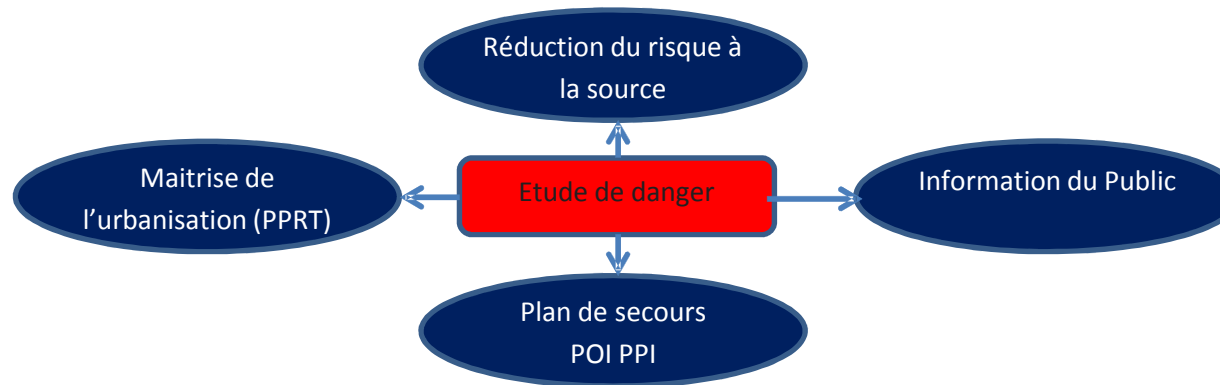 Réduction du risque à
la source
Maitrise de
l'urbanisation (PPRT)
Etude de danger
Information du Public
Plan de secours
POI PPI